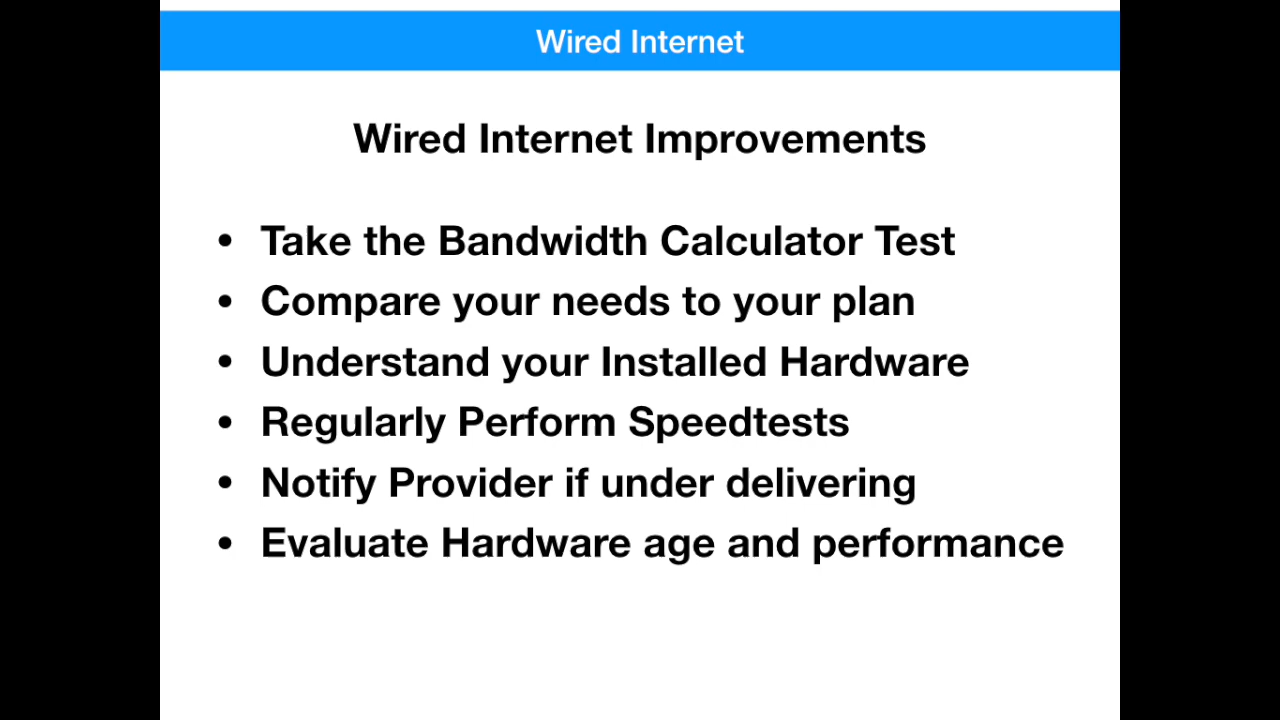 Wired Internet
Wired Internet Improvements
• Take the Bandwidth Calculator Test
• Compare your needs to your plan
• Understand your Installed Hardware
• Regularly Perform Speedtests
• Notify Provider if under delivering
• Evaluate Hardware age and performance